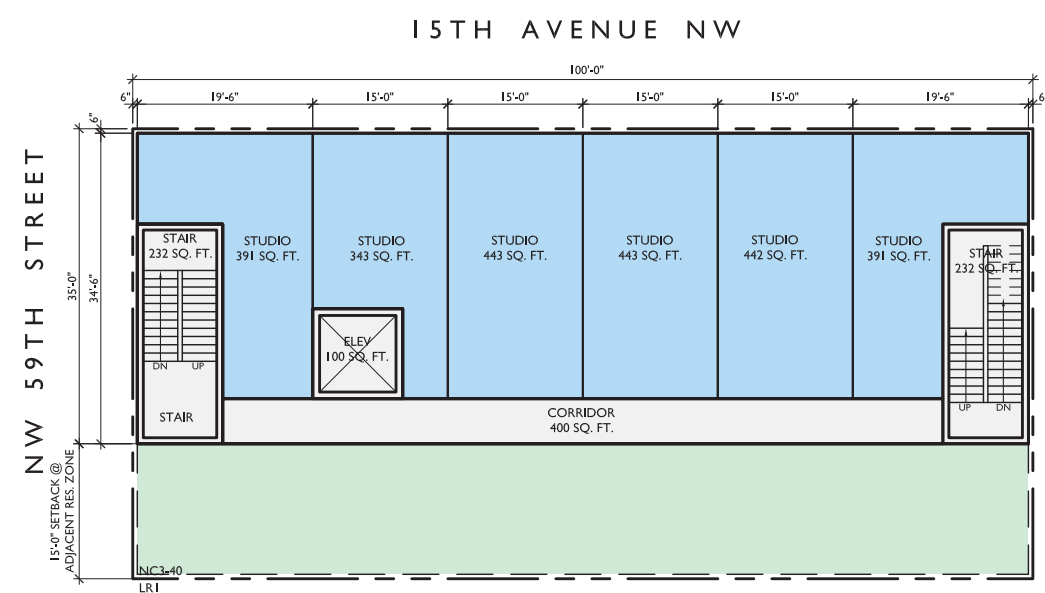 15TH AVENUE NW
100'-0"
6"
19'-6"
15'-0"
15'-0"
15'-0"
15'-0"
19'-6"
6
6"
NW 59TH STREET
35'-0"
34'-6"
STAIR
232 SQ. FT.
STUDIO
391 SQ. FT.
STUDIO
343 SQ. FT.
STUDIO
443 SQ. FT.
STUDIO
443 SQ. FT.
STUDIO
442 SQ. FT.
STUDIO
391 SQ. FT.
STAIR
232 SQ. FT.
ELEV
100 SQ. FT.
DN UP
UP DN
STAIR
CORRIDOR
400 SQ. FT.
15'-0" SETBACK @
ADJACENT RES. ZONE
NC3-40
LR1